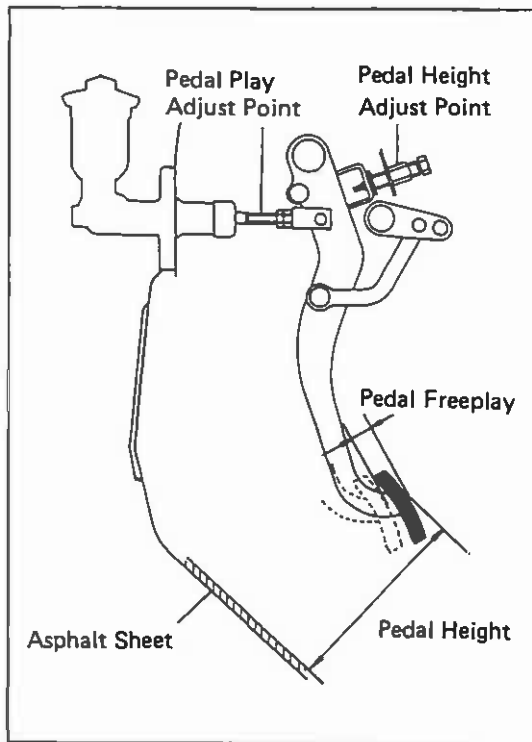 Pedal Play
Adjust Point
Pedal Height
Adjust Point
Pedal Freeplay
Asphalt Sheet
Pedal Height